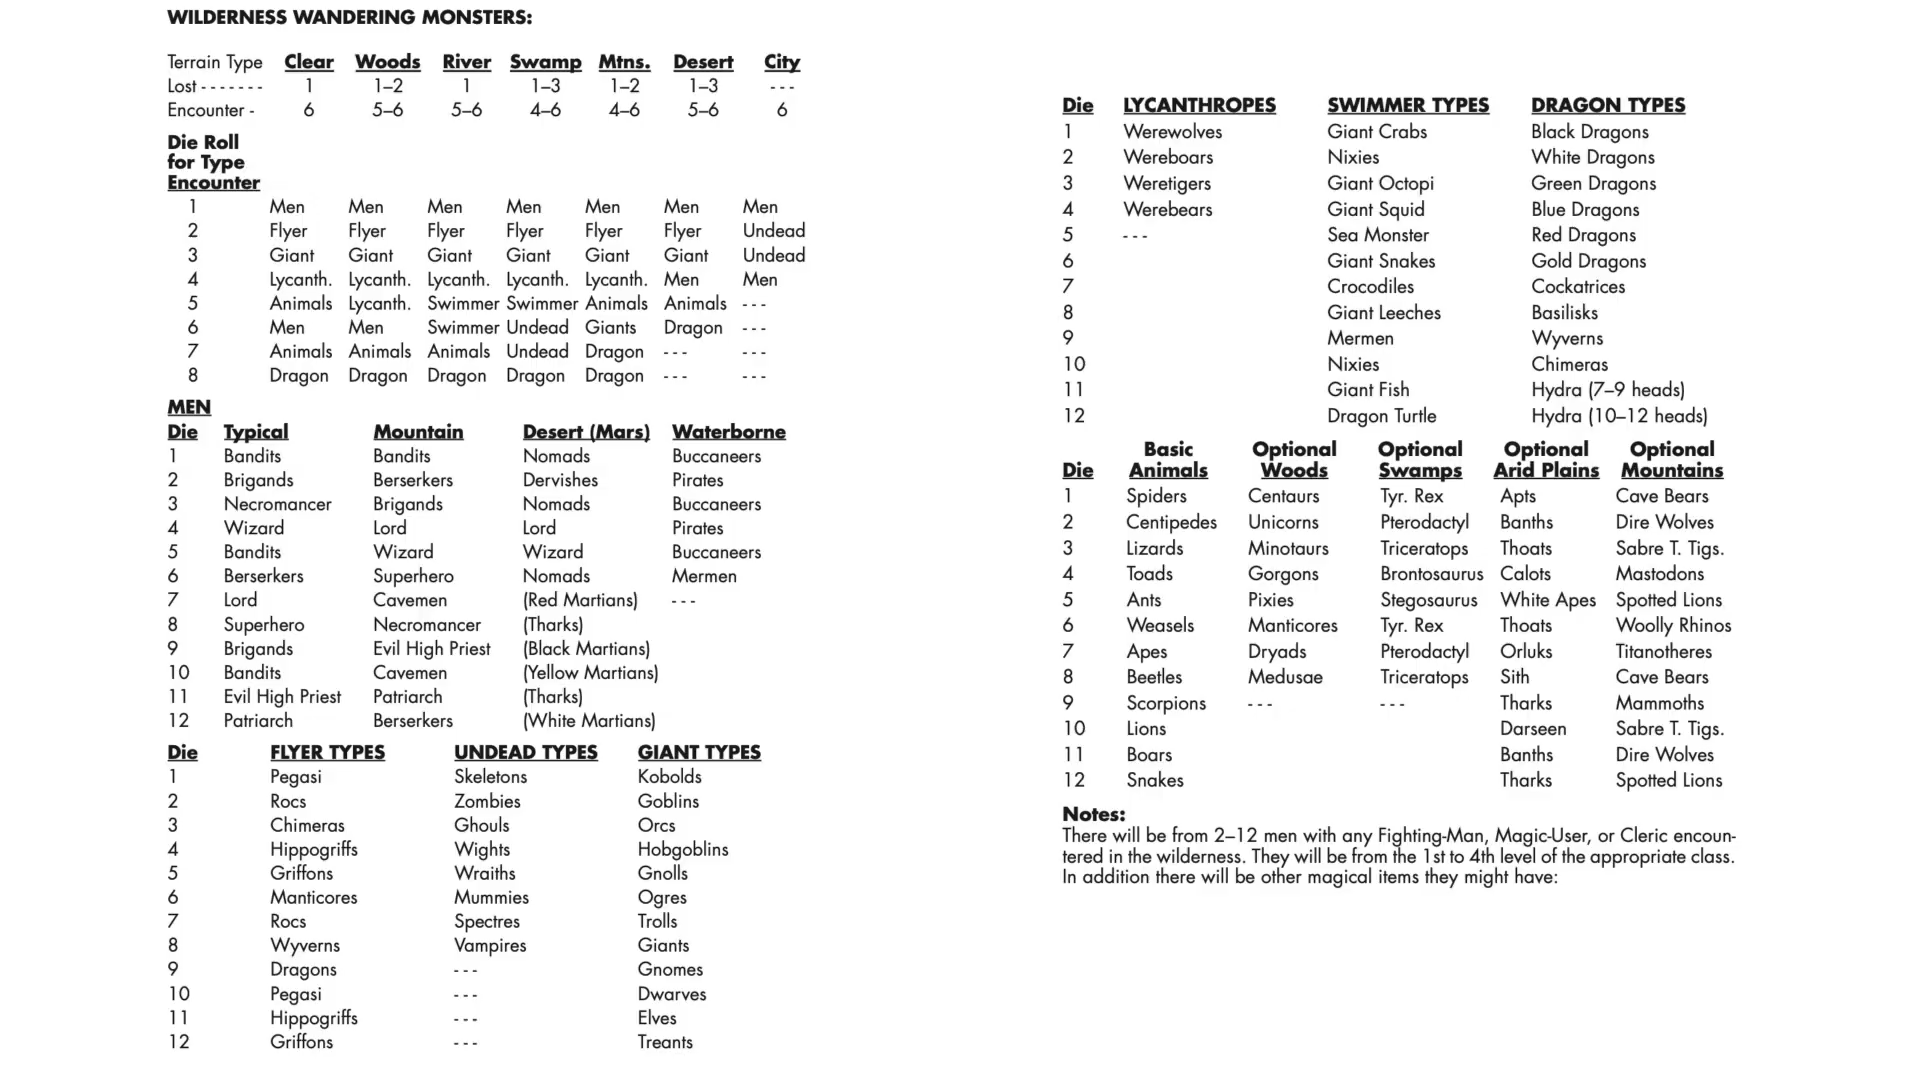 WILDERNESS WANDERING MONSTERS:
Terrain Type Clear Woods River Swamp Mtns. Desert City
Lost - - - - - - - 1 1–2 1 1–3 1–2 1–3 - - -
Encounter - 6 5–6 5–6 4–6 4–6 5–6 6
Die Roll
for Type
Encounter
1 Men Men Men Men Men Men Men
2 Flyer Flyer Flyer Flyer Flyer Flyer Undead
3 Giant Giant Giant Giant Giant Giant Undead
4 Lycanth. Lycanth. Lycanth. Lycanth. Lycanth. Men Men
5 Animals Lycanth. Swimmer Swimmer Animals Animals - - -
6 Men Men Swimmer Undead Giants Dragon - - -
7 Animals Animals Animals Undead Dragon - - - - - -
8 Dragon Dragon Dragon Dragon Dragon - - - - - -
MEN
Die Typical Mountain Desert (Mars) Waterborne
1 Bandits Bandits Nomads Buccaneers
2 Brigands Berserkers Dervishes Pirates
3 Necromancer Brigands Nomads Buccaneers
4 Wizard Lord Lord Pirates
5 Bandits Wizard Wizard Buccaneers
6 Berserkers Superhero Nomads Mermen
7 Lord Cavemen (Red Martians) - - -
8 Superhero Necromancer (Tharks)
9 Brigands Evil High Priest (Black Martians)
10 Bandits Cavemen (Yellow Martians)
11 Evil High Priest Patriarch (Tharks)
12 Patriarch Berserkers (White Martians)
Die FLYER TYPES UNDEAD TYPES GIANT TYPES
1 Pegasi Skeletons Kobolds
2 Rocs Zombies Goblins
3 Chimeras Ghouls Orcs
4 Hippogriffs Wights Hobgoblins
5 Griffons Wraiths Gnolls
6 Manticores Mummies Ogres
7 Rocs Spectres Trolls
8 Wyverns Vampires Giants
9 Dragons - - - Gnomes
10 Pegasi - - - Dwarves
11 Hippogriffs - - - Elves
12 Griffons - - - Treants
Die LYCANTHROPES SWIMMER TYPES DRAGON TYPES
1 Werewolves Giant Crabs Black Dragons
2 Wereboars Nixies White Dragons
3 Weretigers Giant Octopi Green Dragons
4 Werebears Giant Squid Blue Dragons
5 - - - Sea Monster Red Dragons
6 Giant Snakes Gold Dragons
7 Crocodiles Cockatrices
8 Giant Leeches Basilisks
9 Mermen Wyverns
10 Nixies Chimeras
11 Giant Fish Hydra (7–9 heads)
12 Dragon Turtle Hydra (10–12 heads)
Basic Optional Optional Optional Optional
Die Animals Woods Swamps Arid Plains Mountains
1 Spiders Centaurs Tyr. Rex Apts Cave Bears
2 Centipedes Unicorns Pterodactyl Banths Dire Wolves
3 Lizards Minotaurs Triceratops Thoats Sabre T. Tigs.
4 Toads Gorgons Brontosaurus Calots Mastodons
5 Ants Pixies Stegosaurus White Apes Spotted Lions
6 Weasels Manticores Tyr. Rex Thoats Woolly Rhinos
7 Apes Dryads Pterodactyl Orluks Titanotheres
8 Beetles Medusae Triceratops Sith Cave Bears
9 Scorpions - - - - - - Tharks Mammoths
10 Lions Darseen Sabre T. Tigs.
11 Boars Banths Dire Wolves
12 Snakes Tharks Spotted Lions
Notes:
There will be from 2–12 men with any Fighting-Man, Magic-User, or Cleric encoun-
tered in the wilderness. They will be from the 1st to 4th level of the appropriate class.
In addition there will be other magical items they might have: